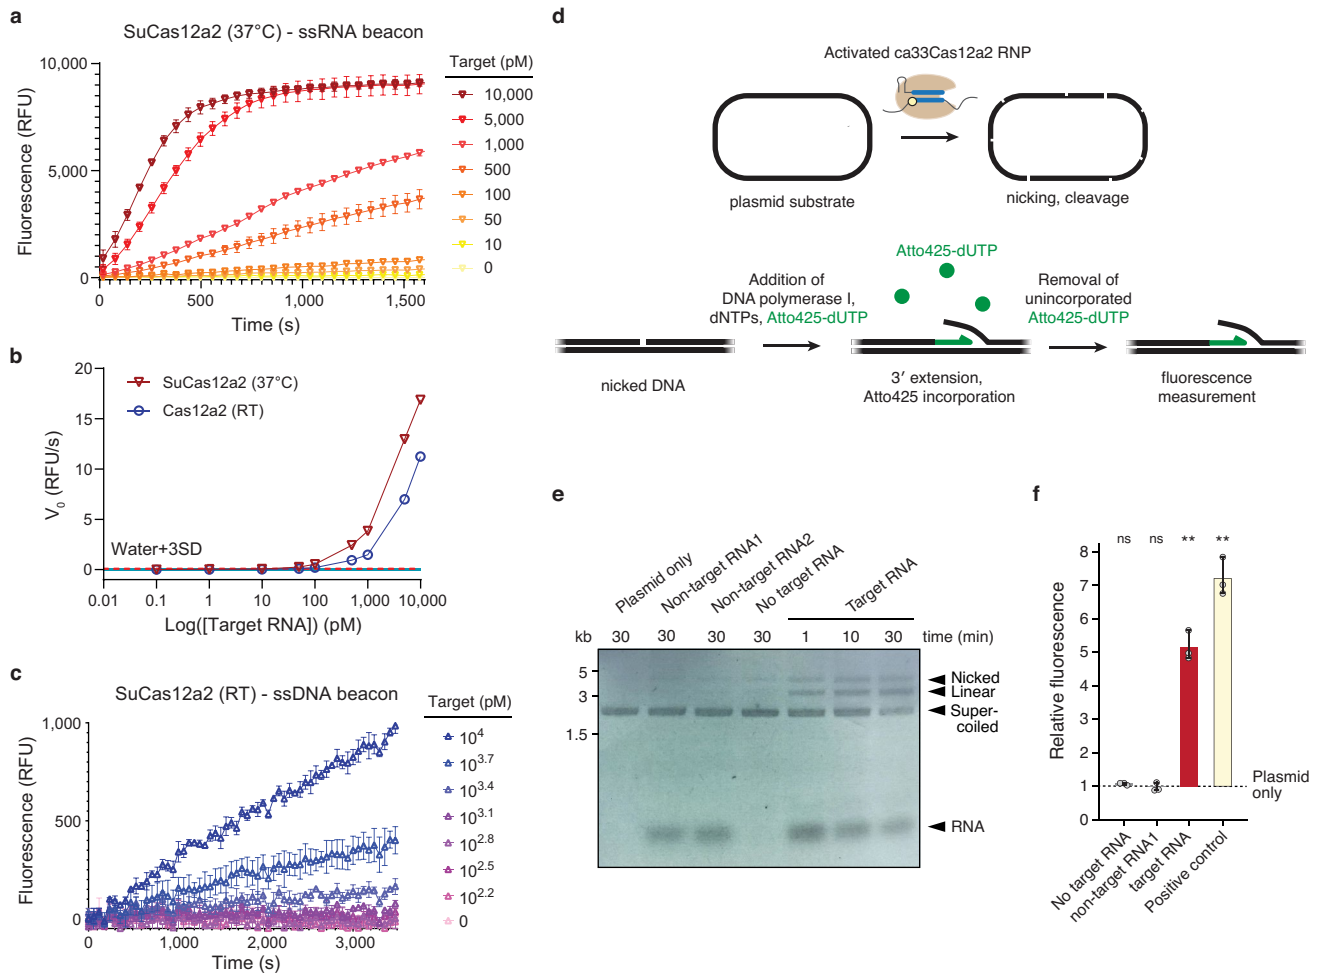 a
SuCas12a2 (37°C) - ssRNA beacon
Target (pM)
10,000
5,000
1,000
500
100
50
10
0
Fluorescence (RFU)
10,000
5,000
0
0
500
1,000
1,500
Time (s)
b
SuCas12a2 (37°C)
Cas12a2 (RT)
V0 (RFU/s)
20
15
10
5
0
Water+3SD
0.01
0.1
1
10
100
1,000
10,000
Log([Target RNA]) (pM)
c
SuCas12a2 (RT) - ssDNA beacon
Target (pM)
10^4
10^3.7
10^3.4
10^3.1
10^2.8
10^2.5
10^2.2
0
Fluorescence (RFU)
1,000
500
0
0
1,000
2,000
3,000
Time (s)
d
Activated ca33Cas12a2 RNP
plasmid substrate
nicking, cleavage
Atto425-dUTP
Addition of
DNA polymerase I,
dNTPs, Atto425-dUTP
Removal of
unincorporated
Atto425-dUTP
nicked DNA
3′ extension,
Atto425 incorporation
fluorescence
measurement
e
Plasmid only
Non-target RNA1
Non-target RNA2
No target RNA
Target RNA
kb
30
30
30
30
1
10
30
time (min)
5
3
1.5
Nicked
Linear
Super-
coiled
RNA
f
Relative fluorescence
ns
ns
**
**
8
7
6
5
4
3
2
1
0
Plasmid
only
No target RNA
non-target RNA1
target RNA
Positive control